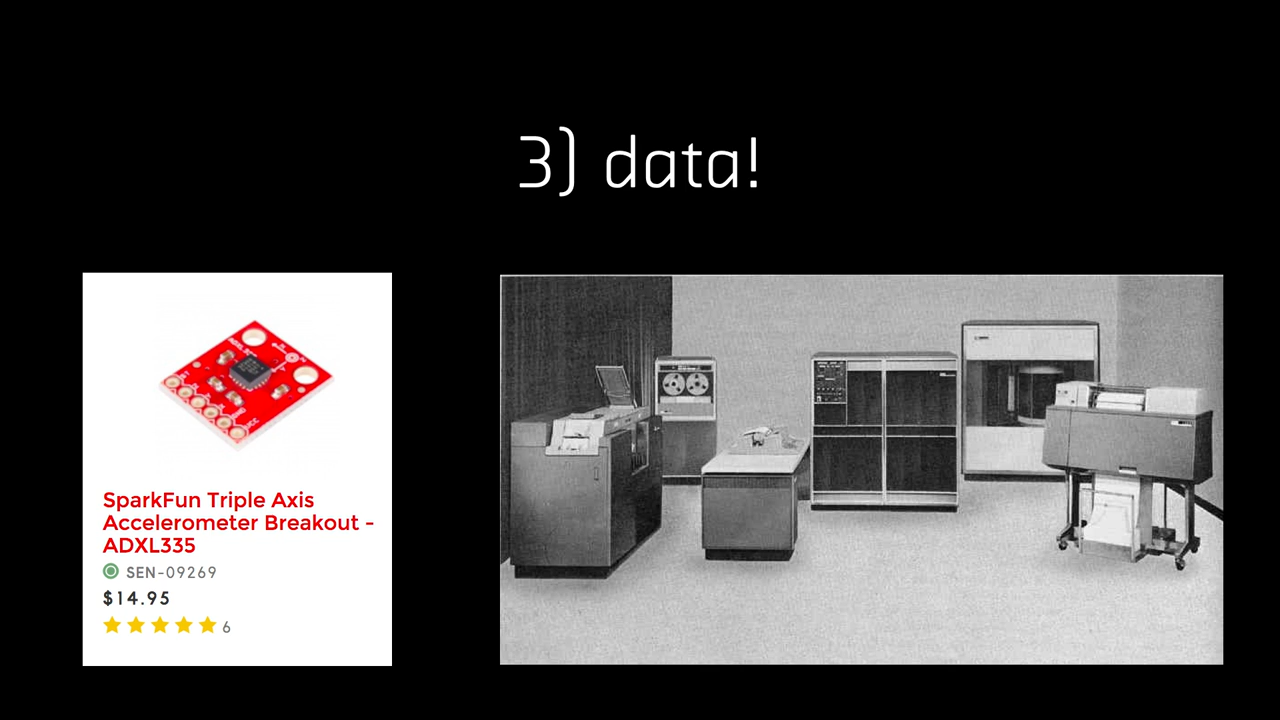 3) data!
SparkFun Triple Axis
Accelerometer Breakout -
ADXL335
SEN-09269
$14.95
6